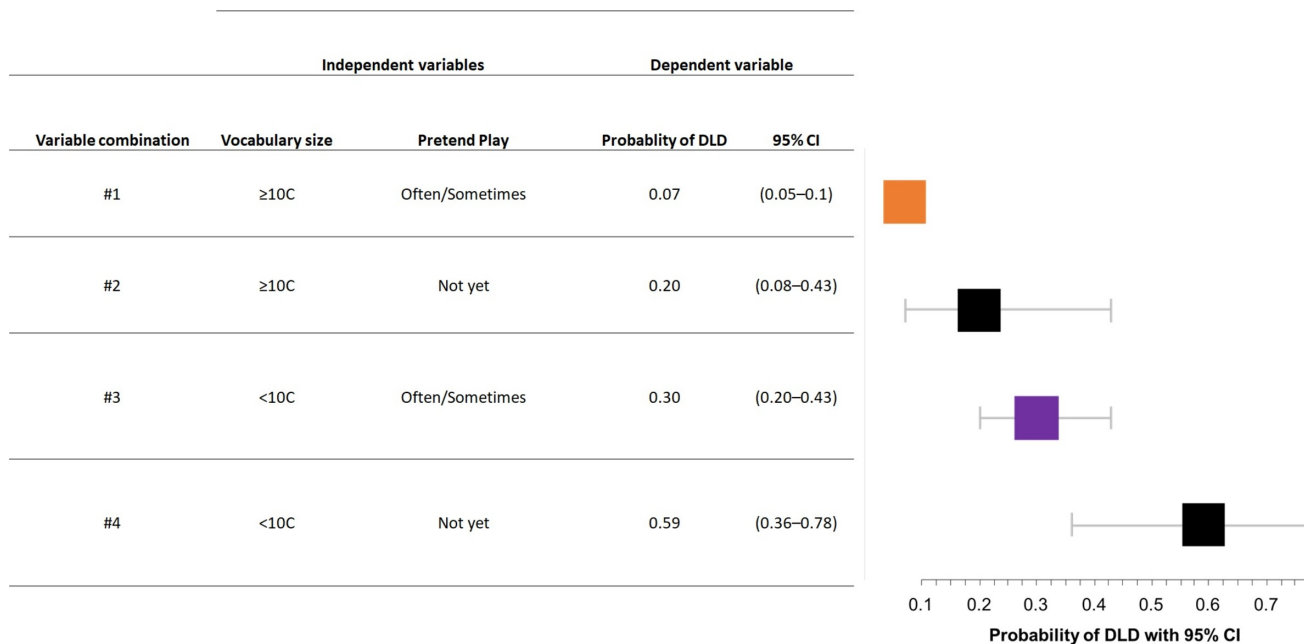 Independent variables Dependent variable
Variable combination Vocabulary size Pretend Play Probablity of DLD 95% CI
#1 ≥10C Often/Sometimes 0.07 (0.05–0.1)
#2 ≥10C Not yet 0.20 (0.08–0.43)
#3 <10C Often/Sometimes 0.30 (0.20–0.43)
#4 <10C Not yet 0.59 (0.36–0.78)
0.1 0.2 0.3 0.4 0.5 0.6 0.7
Probability of DLD with 95% CI